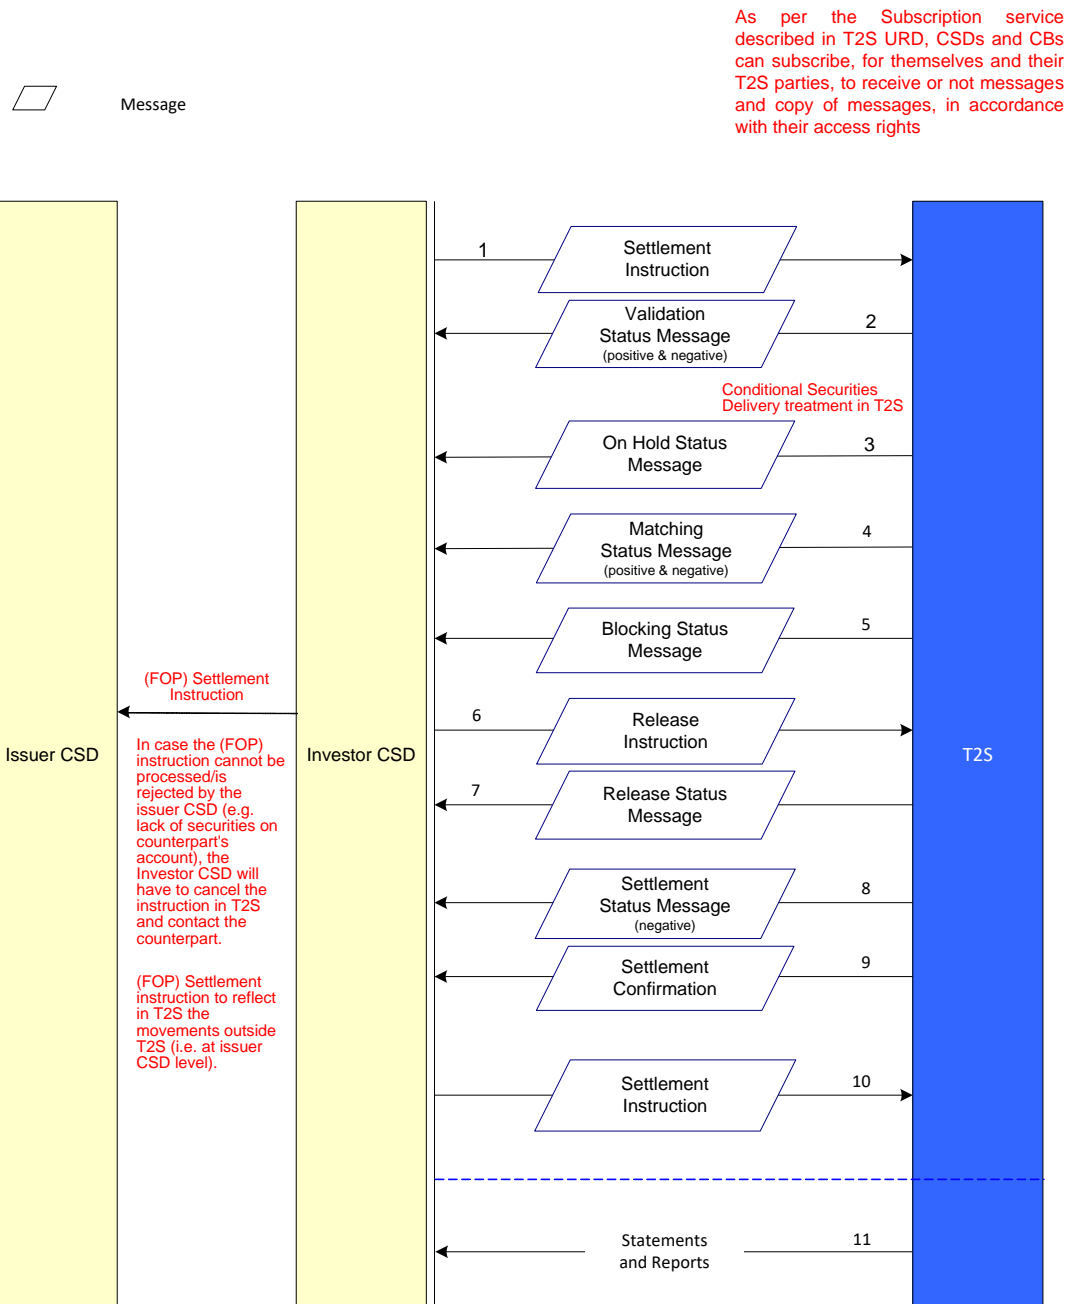 As per the Subscription service
described in T2S URD, CSDs and CBs
can subscribe, for themselves and their
T2S parties, to receive or not messages
and copy of messages, in accordance
with their access rights
Message
1
Settlement
Instruction
Validation
Status Message
(positive & negative)
2
Conditional Securities
Delivery treatment in T2S
On Hold Status
Message
3
Matching
Status Message
(positive & negative)
4
Blocking Status
Message
5
(FOP) Settlement
Instruction
6
Release
Instruction
Issuer CSD
In case the (FOP)
instruction cannot be
processed/is
rejected by the
issuer CSD (e.g.
lack of securities on
counterpart's
account), the
Investor CSD will
have to cancel the
instruction in T2S
and contact the
counterpart.
Investor CSD
T2S
7
Release Status
Message
Settlement
Status Message
(negative)
8
Settlement
Confirmation
9
(FOP) Settlement
instruction to reflect
in T2S the
movements outside
T2S (i.e. at issuer
CSD level).
Settlement
Instruction
10
Statements
and Reports
11